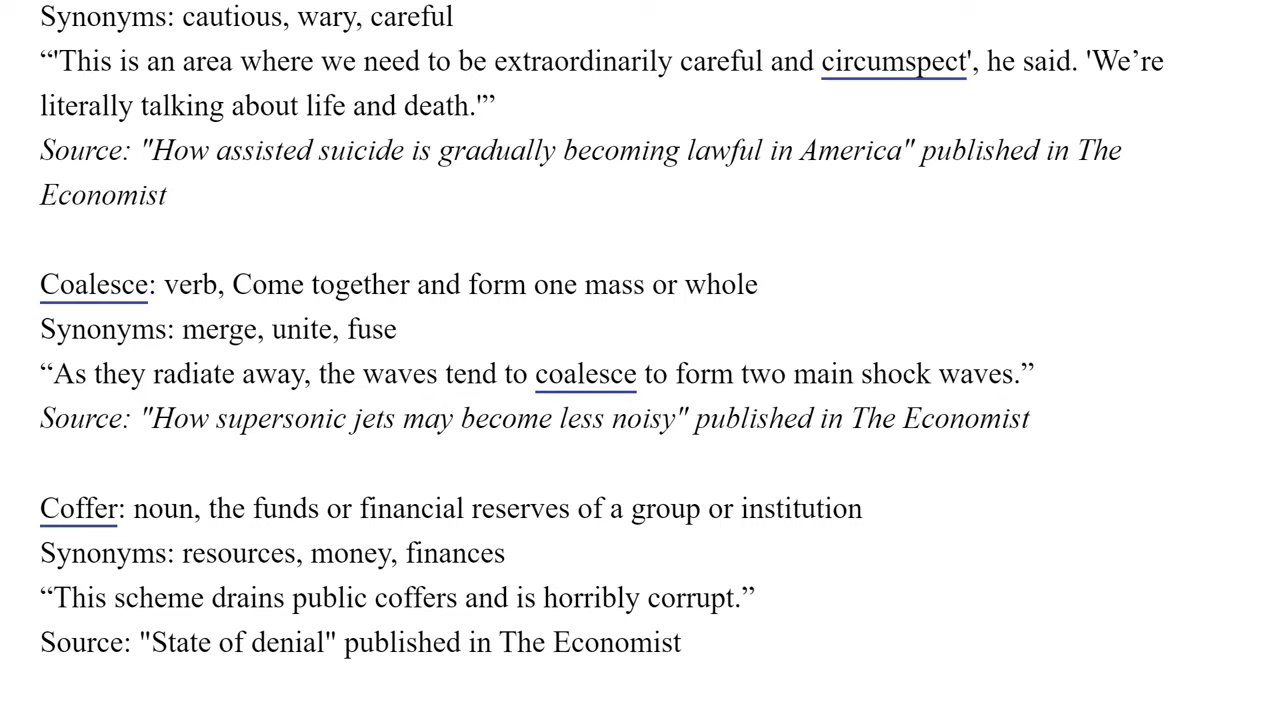 Synonyms: cautious, wary, careful
“'This is an area where we need to be extraordinarily careful and circumspect', he said. 'We’re
literally talking about life and death.'”
Source: "How assisted suicide is gradually becoming lawful in America" published in The
Economist
Coalesce: verb, Come together and form one mass or whole
Synonyms: merge, unite, fuse
“As they radiate away, the waves tend to coalesce to form two main shock waves.”
Source: "How supersonic jets may become less noisy" published in The Economist
Coffer: noun, the funds or financial reserves of a group or institution
Synonyms: resources, money, finances
“This scheme drains public coffers and is horribly corrupt.”
Source: "State of denial" published in The Economist